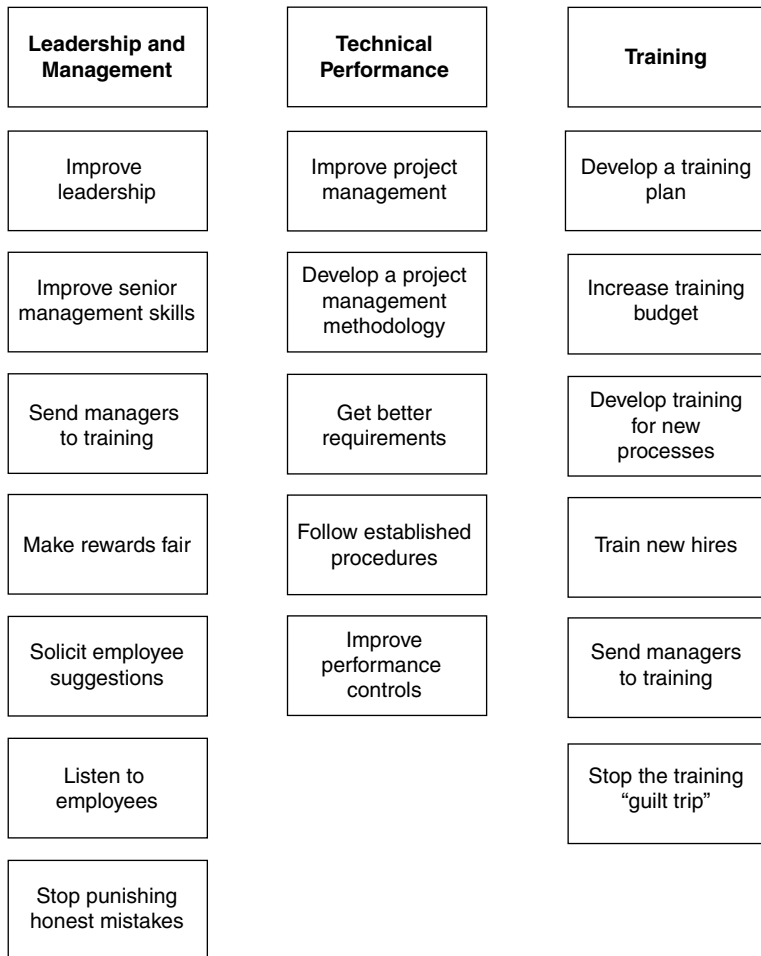 Leadership and
Management
Technical
Performance
Training
Improve
leadership
Improve project
management
Develop a training
plan
Improve senior
management skills
Develop a project
management
methodology
Increase training
budget
Send managers
to training
Get better
requirements
Develop training
for new
processes
Make rewards fair
Follow established
procedures
Train new hires
Solicit employee
suggestions
Improve
performance
controls
Send managers
to training
Listen to
employees
Stop the training
“guilt trip”
Stop punishing
honest mistakes